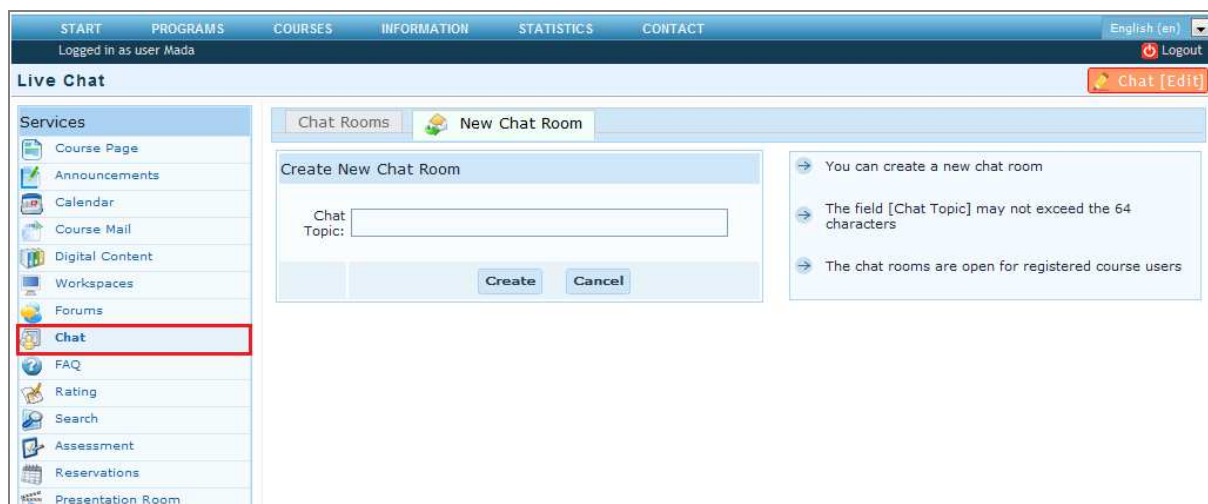 START PROGRAMS COURSES INFORMATION STATISTICS CONTACT English (en)
Logged in as user Mada Logout
Live Chat Chat [Edit]
Services
Course Page
Announcements
Calendar
Course Mail
Digital Content
Workspaces
Forums
Chat
FAQ
Rating
Search
Assessment
Reservations
Presentation Room
Chat Rooms New Chat Room
Create New Chat Room
Chat
Topic:
Create Cancel
You can create a new chat room
The field [Chat Topic] may not exceed the 64
characters
The chat rooms are open for registered course users